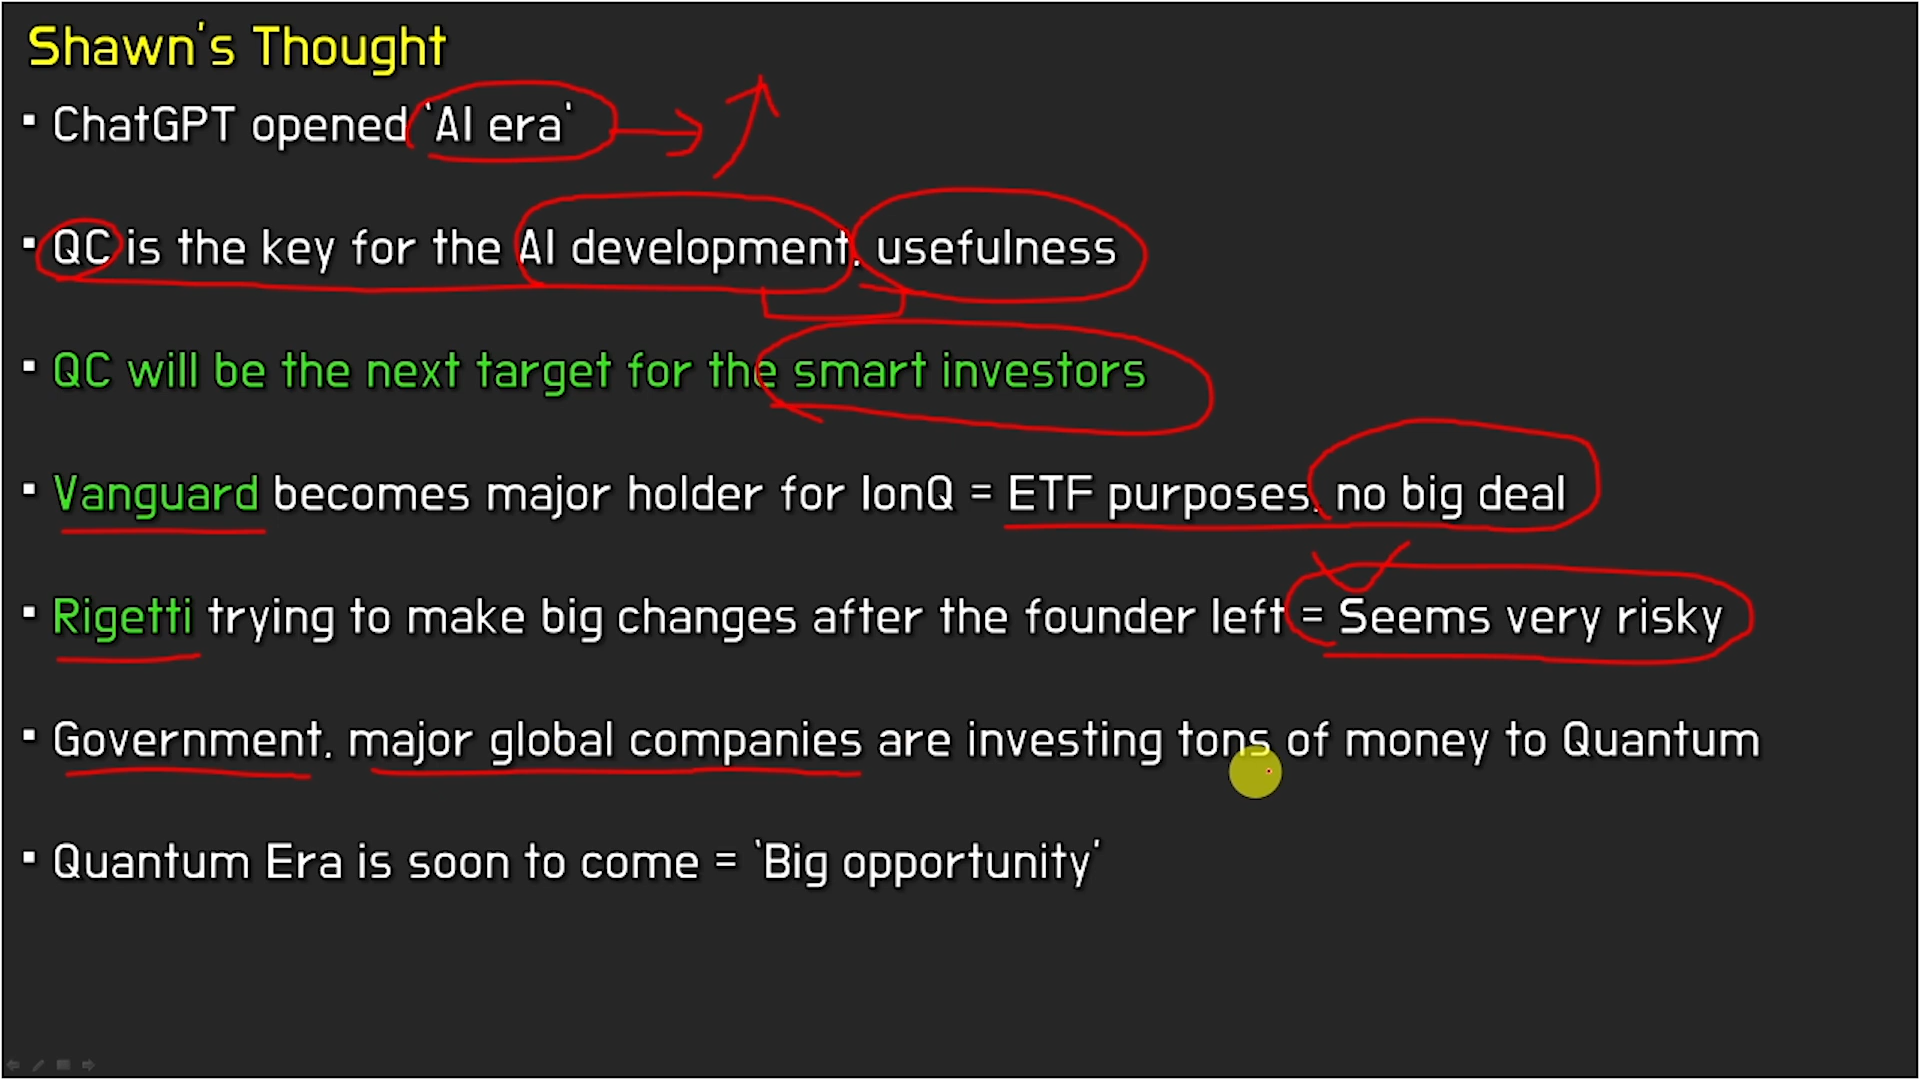 Shawn's Thought
▪ ChatGPT opened 'AI era'
▪ QC is the key for the AI development, usefulness
▪ QC will be the next target for the smart investors
▪ Vanguard becomes major holder for IonQ = ETF purposes, no big deal
▪ Rigetti trying to make big changes after the founder left = Seems very risky
▪ Government, major global companies are investing tons of money to Quantum
▪ Quantum Era is soon to come = 'Big opportunity'